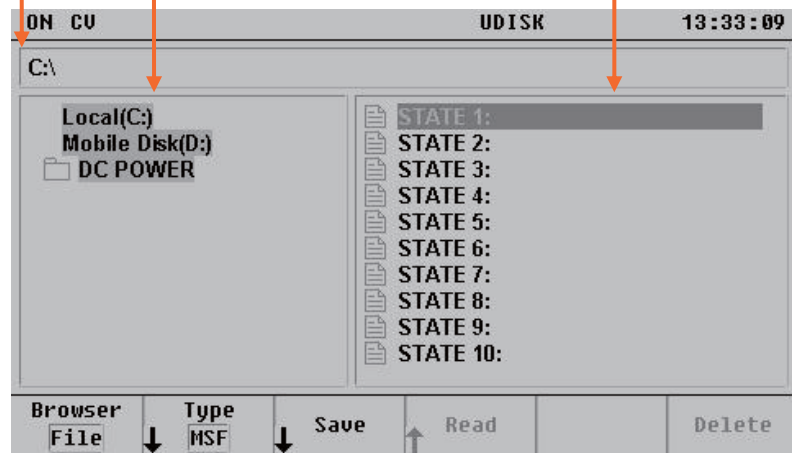 ON CV UDISK 13:33:09
C:\
Local(C:)
Mobile Disk(D:)
DC POWER
STATE 1:
STATE 2:
STATE 3:
STATE 4:
STATE 5:
STATE 6:
STATE 7:
STATE 8:
STATE 9:
STATE 10:
Browser Type Save Read Delete
File MSF